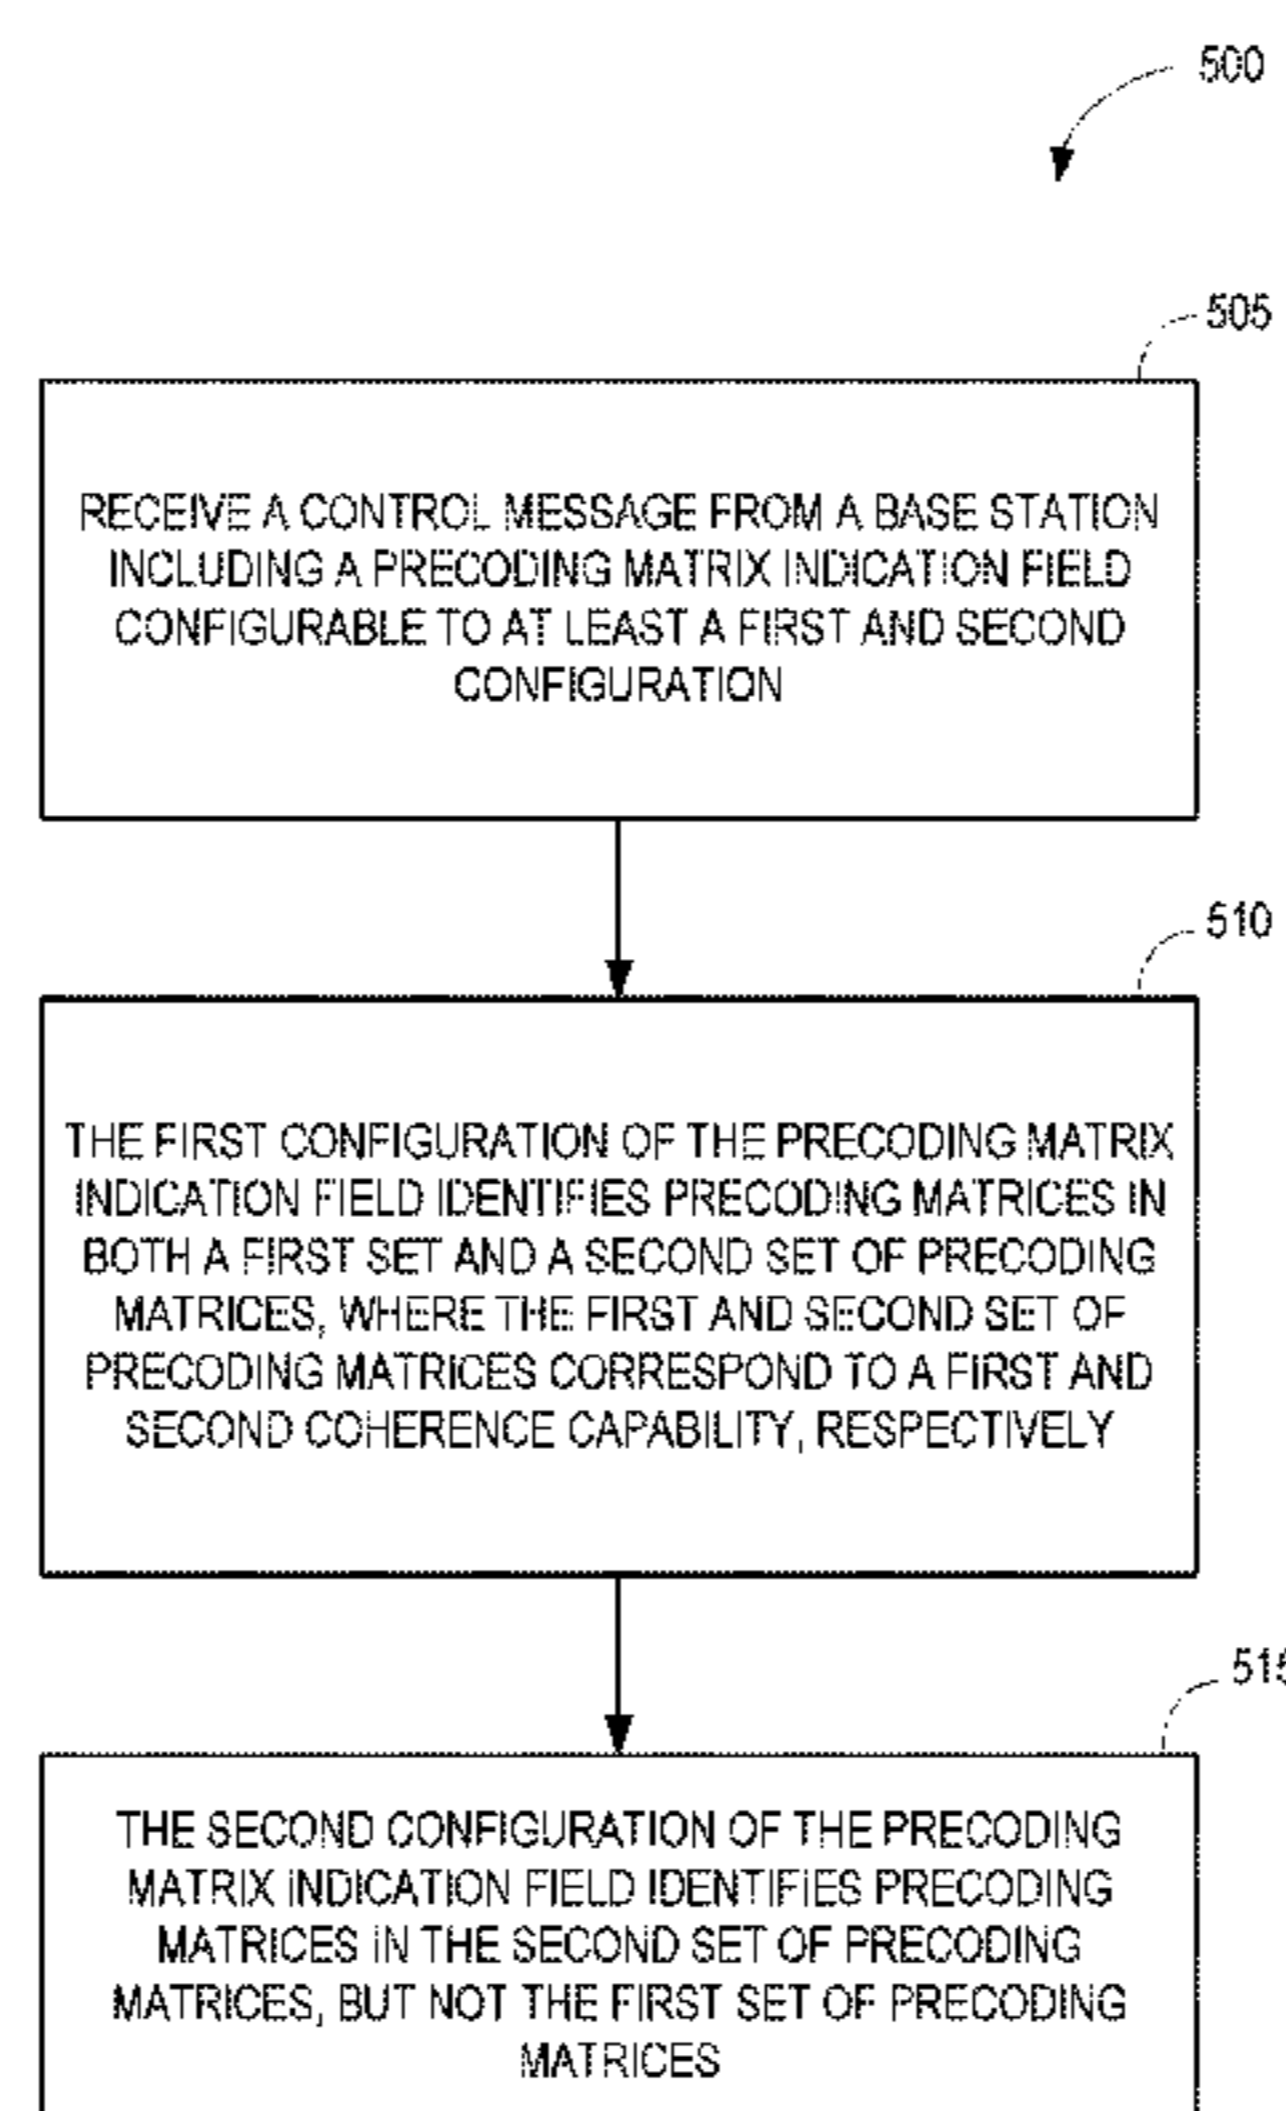 500
505
RECEIVE A CONTROL MESSAGE FROM A BASE STATION
INCLUDING A PRECODING MATRIX INDICATION FIELD
CONFIGURABLE TO AT LEAST A FIRST AND SECOND
CONFIGURATION
510
THE FIRST CONFIGURATION OF THE PRECODING MATRIX
INDICATION FIELD IDENTIFIES PRECODING MATRICES IN
BOTH A FIRST SET AND A SECOND SET OF PRECODING
MATRICES, WHERE THE FIRST AND SECOND SET OF
PRECODING MATRICES CORRESPOND TO A FIRST AND
SECOND COHERENCE CAPABILITY, RESPECTIVELY
515
THE SECOND CONFIGURATION OF THE PRECODING
MATRIX INDICATION FIELD IDENTIFIES PRECODING
MATRICES IN THE SECOND SET OF PRECODING
MATRICES, BUT NOT THE FIRST SET OF PRECODING
MATRICES